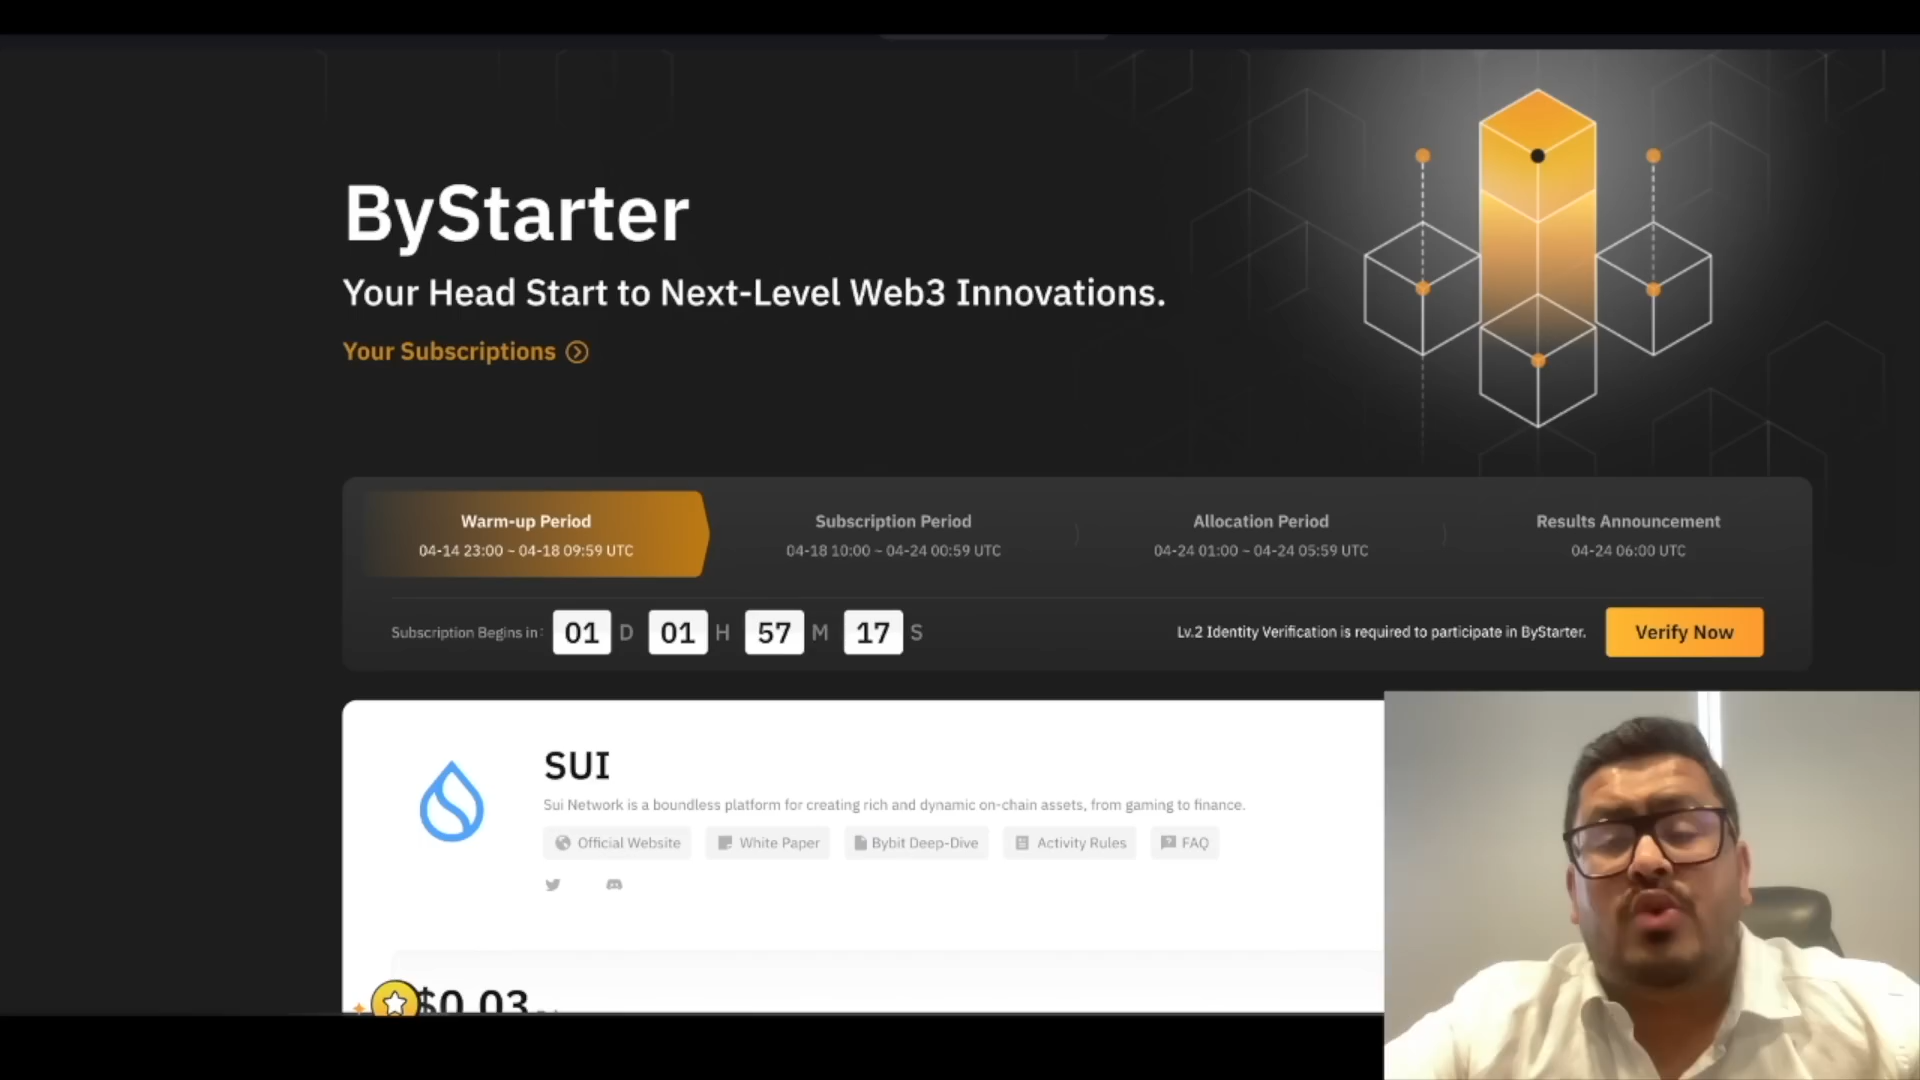 ByStarter
Your Head Start to Next-Level Web3 Innovations.
Your Subscriptions
Warm-up Period
04-14 23:00 ~ 04-18 09:59 UTC
Subscription Period
04-18 10:00 ~ 04-24 00:59 UTC
Allocation Period
04-24 01:00 ~ 04-24 05:59 UTC
Results Announcement
04-24 06:00 UTC
Subscription Begins in: 01 D 01 H 57 M 17 S
Lv.2 Identity Verification is required to participate in ByStarter.
Verify Now
SUI
Sui Network is a boundless platform for creating rich and dynamic on-chain assets, from gaming to finance.
Official Website White Paper Bybit Deep-Dive Activity Rules FAQ
$0.03